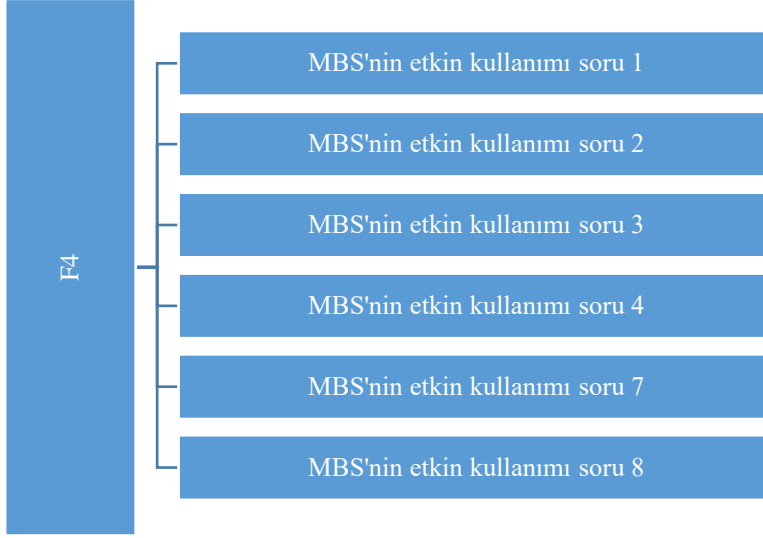 F4
MBS'nin etkin kullanımı soru 1
MBS'nin etkin kullanımı soru 2
MBS'nin etkin kullanımı soru 3
MBS'nin etkin kullanımı soru 4
MBS'nin etkin kullanımı soru 7
MBS'nin etkin kullanımı soru 8